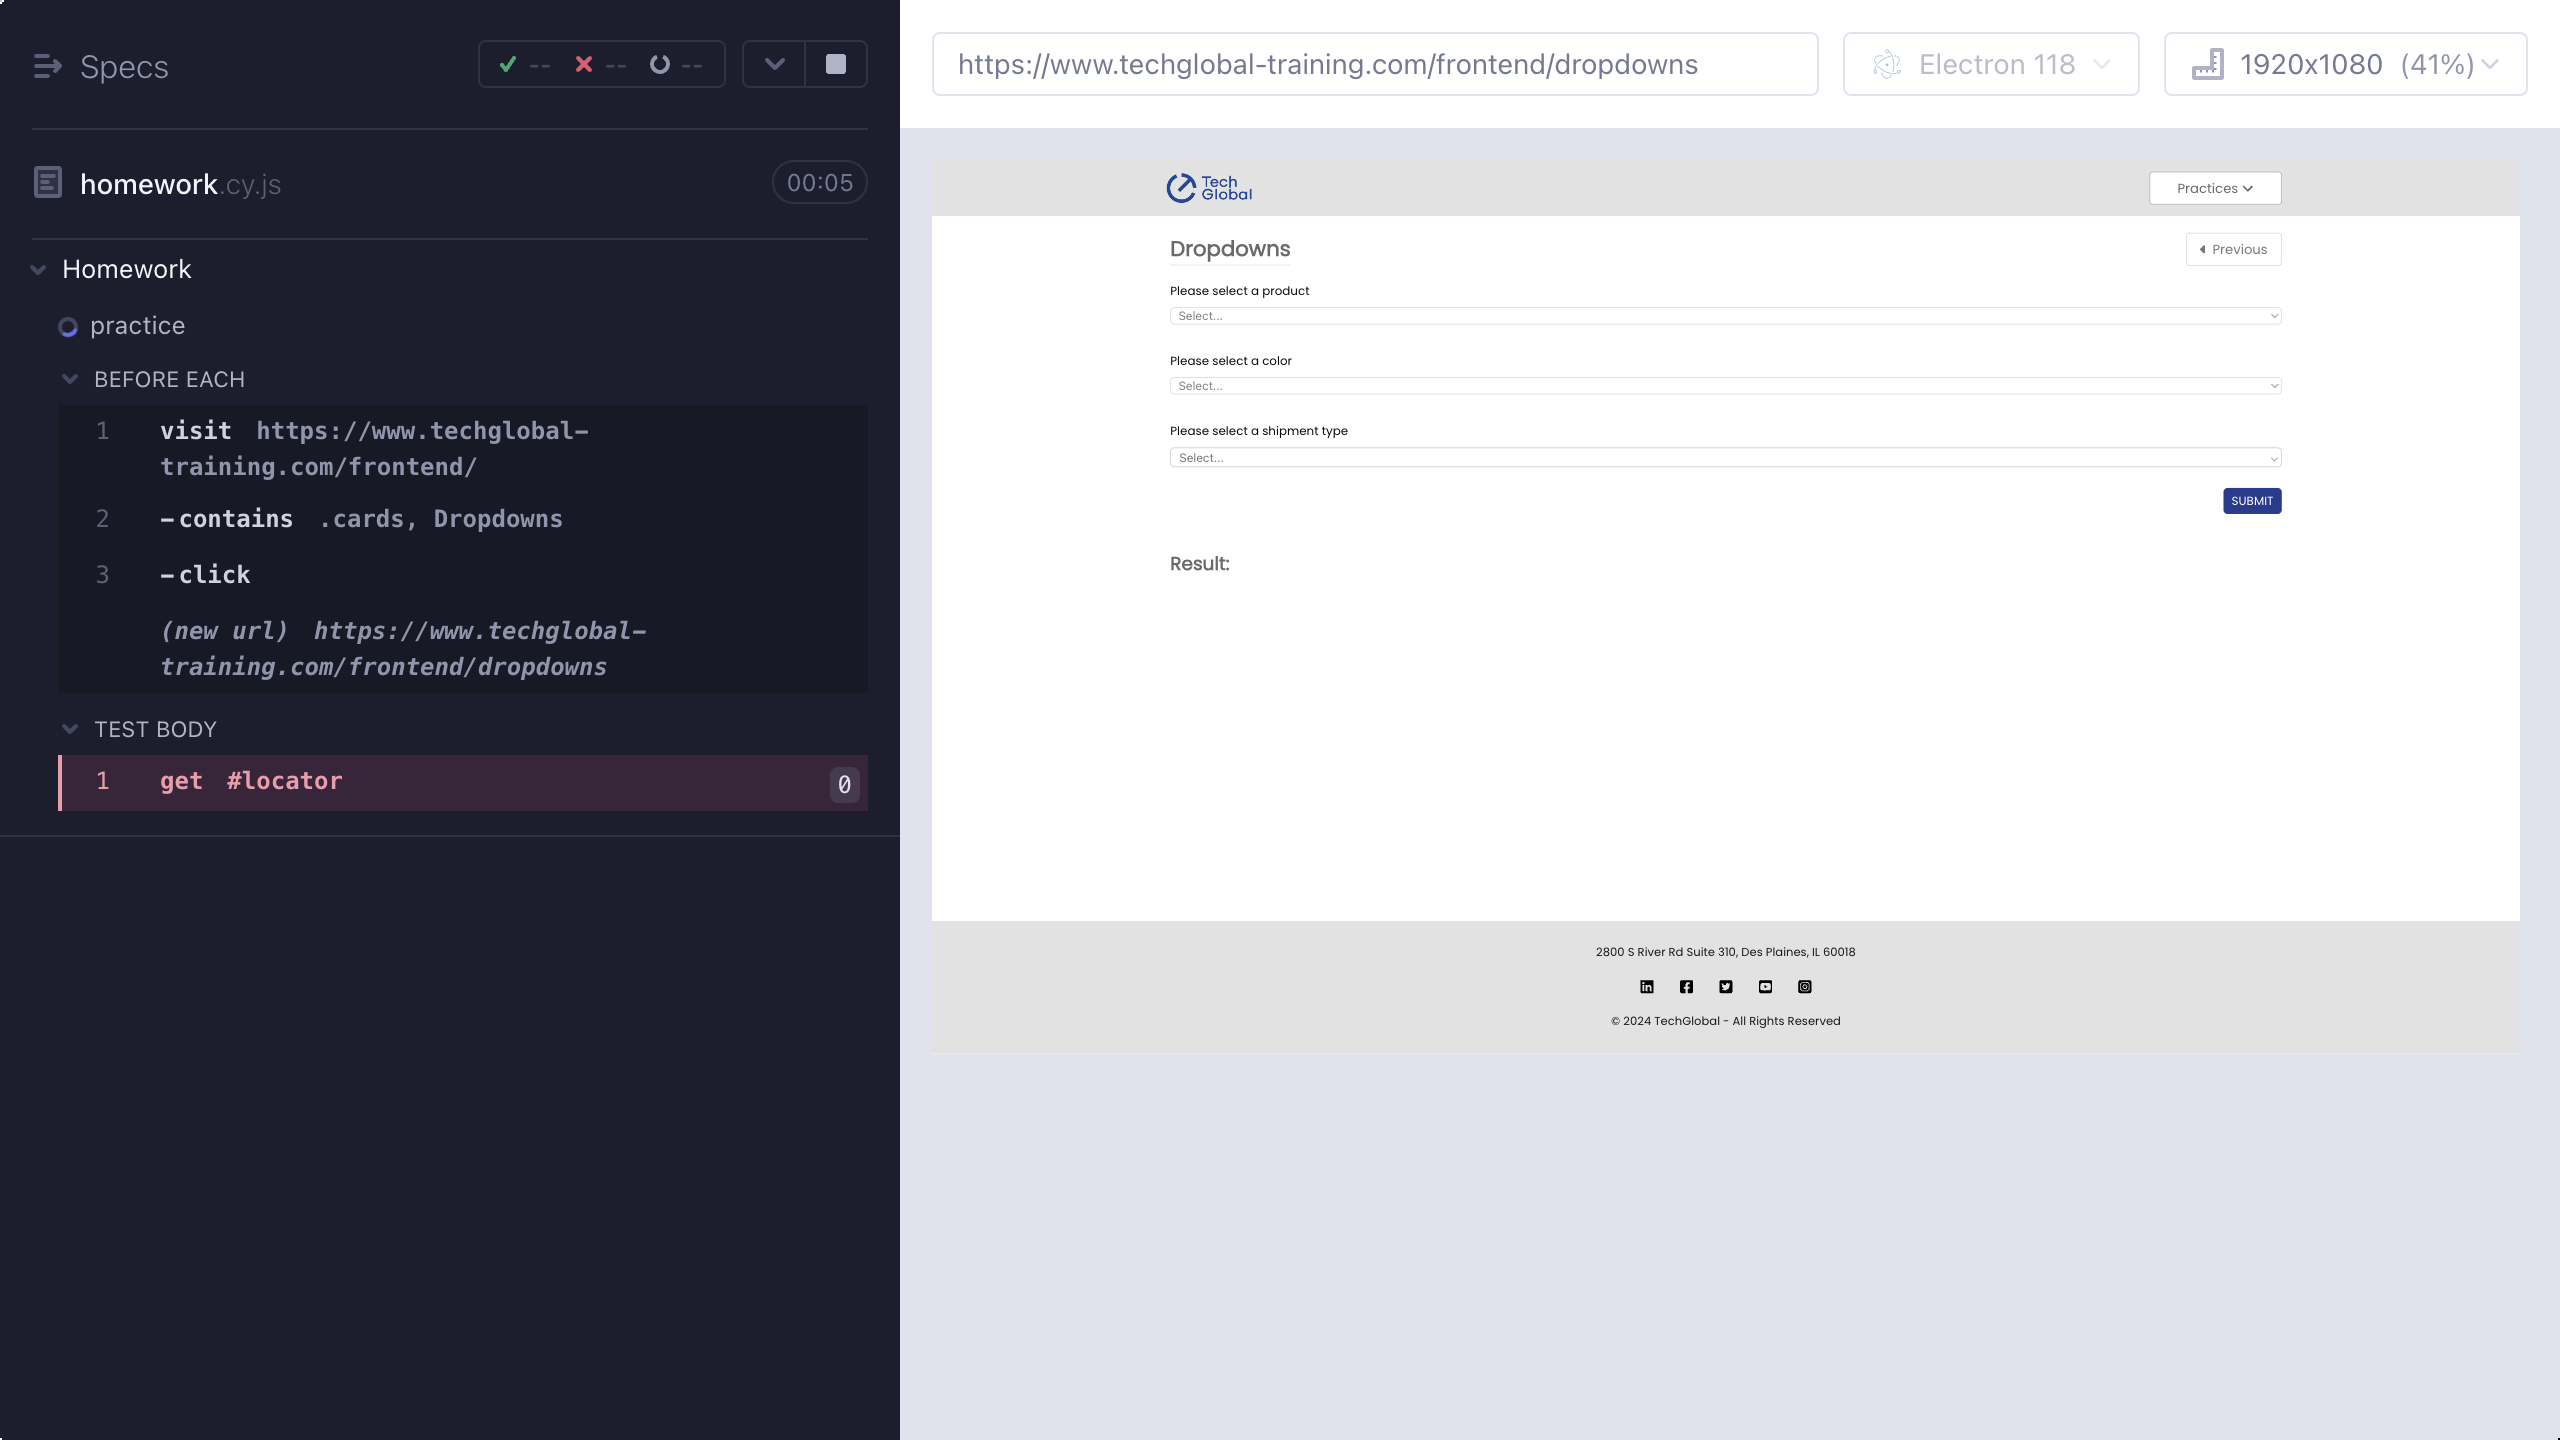 Specs
-- -- --
homework.cy.js
00:05
Homework
practice
BEFORE EACH
1 visit https://www.techglobal-
training.com/frontend/
2 -contains .cards, Dropdowns
3 -click
(new url) https://www.techglobal-
training.com/frontend/dropdowns
TEST BODY
1 get #locator 0
https://www.techglobal-training.com/frontend/dropdowns
Electron 118
1920x1080 (41%)
Tech
Global
Practices
Dropdowns
Previous
Please select a product
Select...
Please select a color
Select...
Please select a shipment type
Select...
SUBMIT
Result:
2800 S River Rd Suite 310, Des Plaines, IL 60018
© 2024 TechGlobal - All Rights Reserved